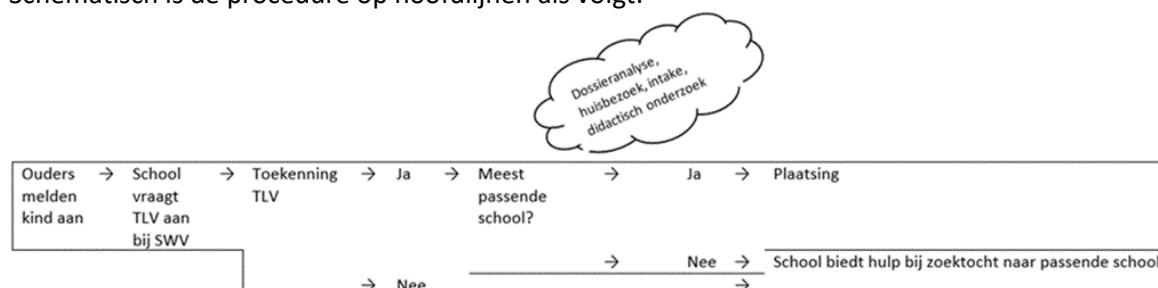 Schematisch is de procedure op hoofdlijnen als volgt:
Dossieranalyse,
huisbezoek, intake,
didactisch onderzoek
Ouders → School → Toekenning → Ja → Meest → Ja → Plaatsing
melden vraagt TLV passende
kind aan TLV aan school?
bij SWV
→ Nee → School biedt hulp bij zoektocht naar passende school
→ Nee →